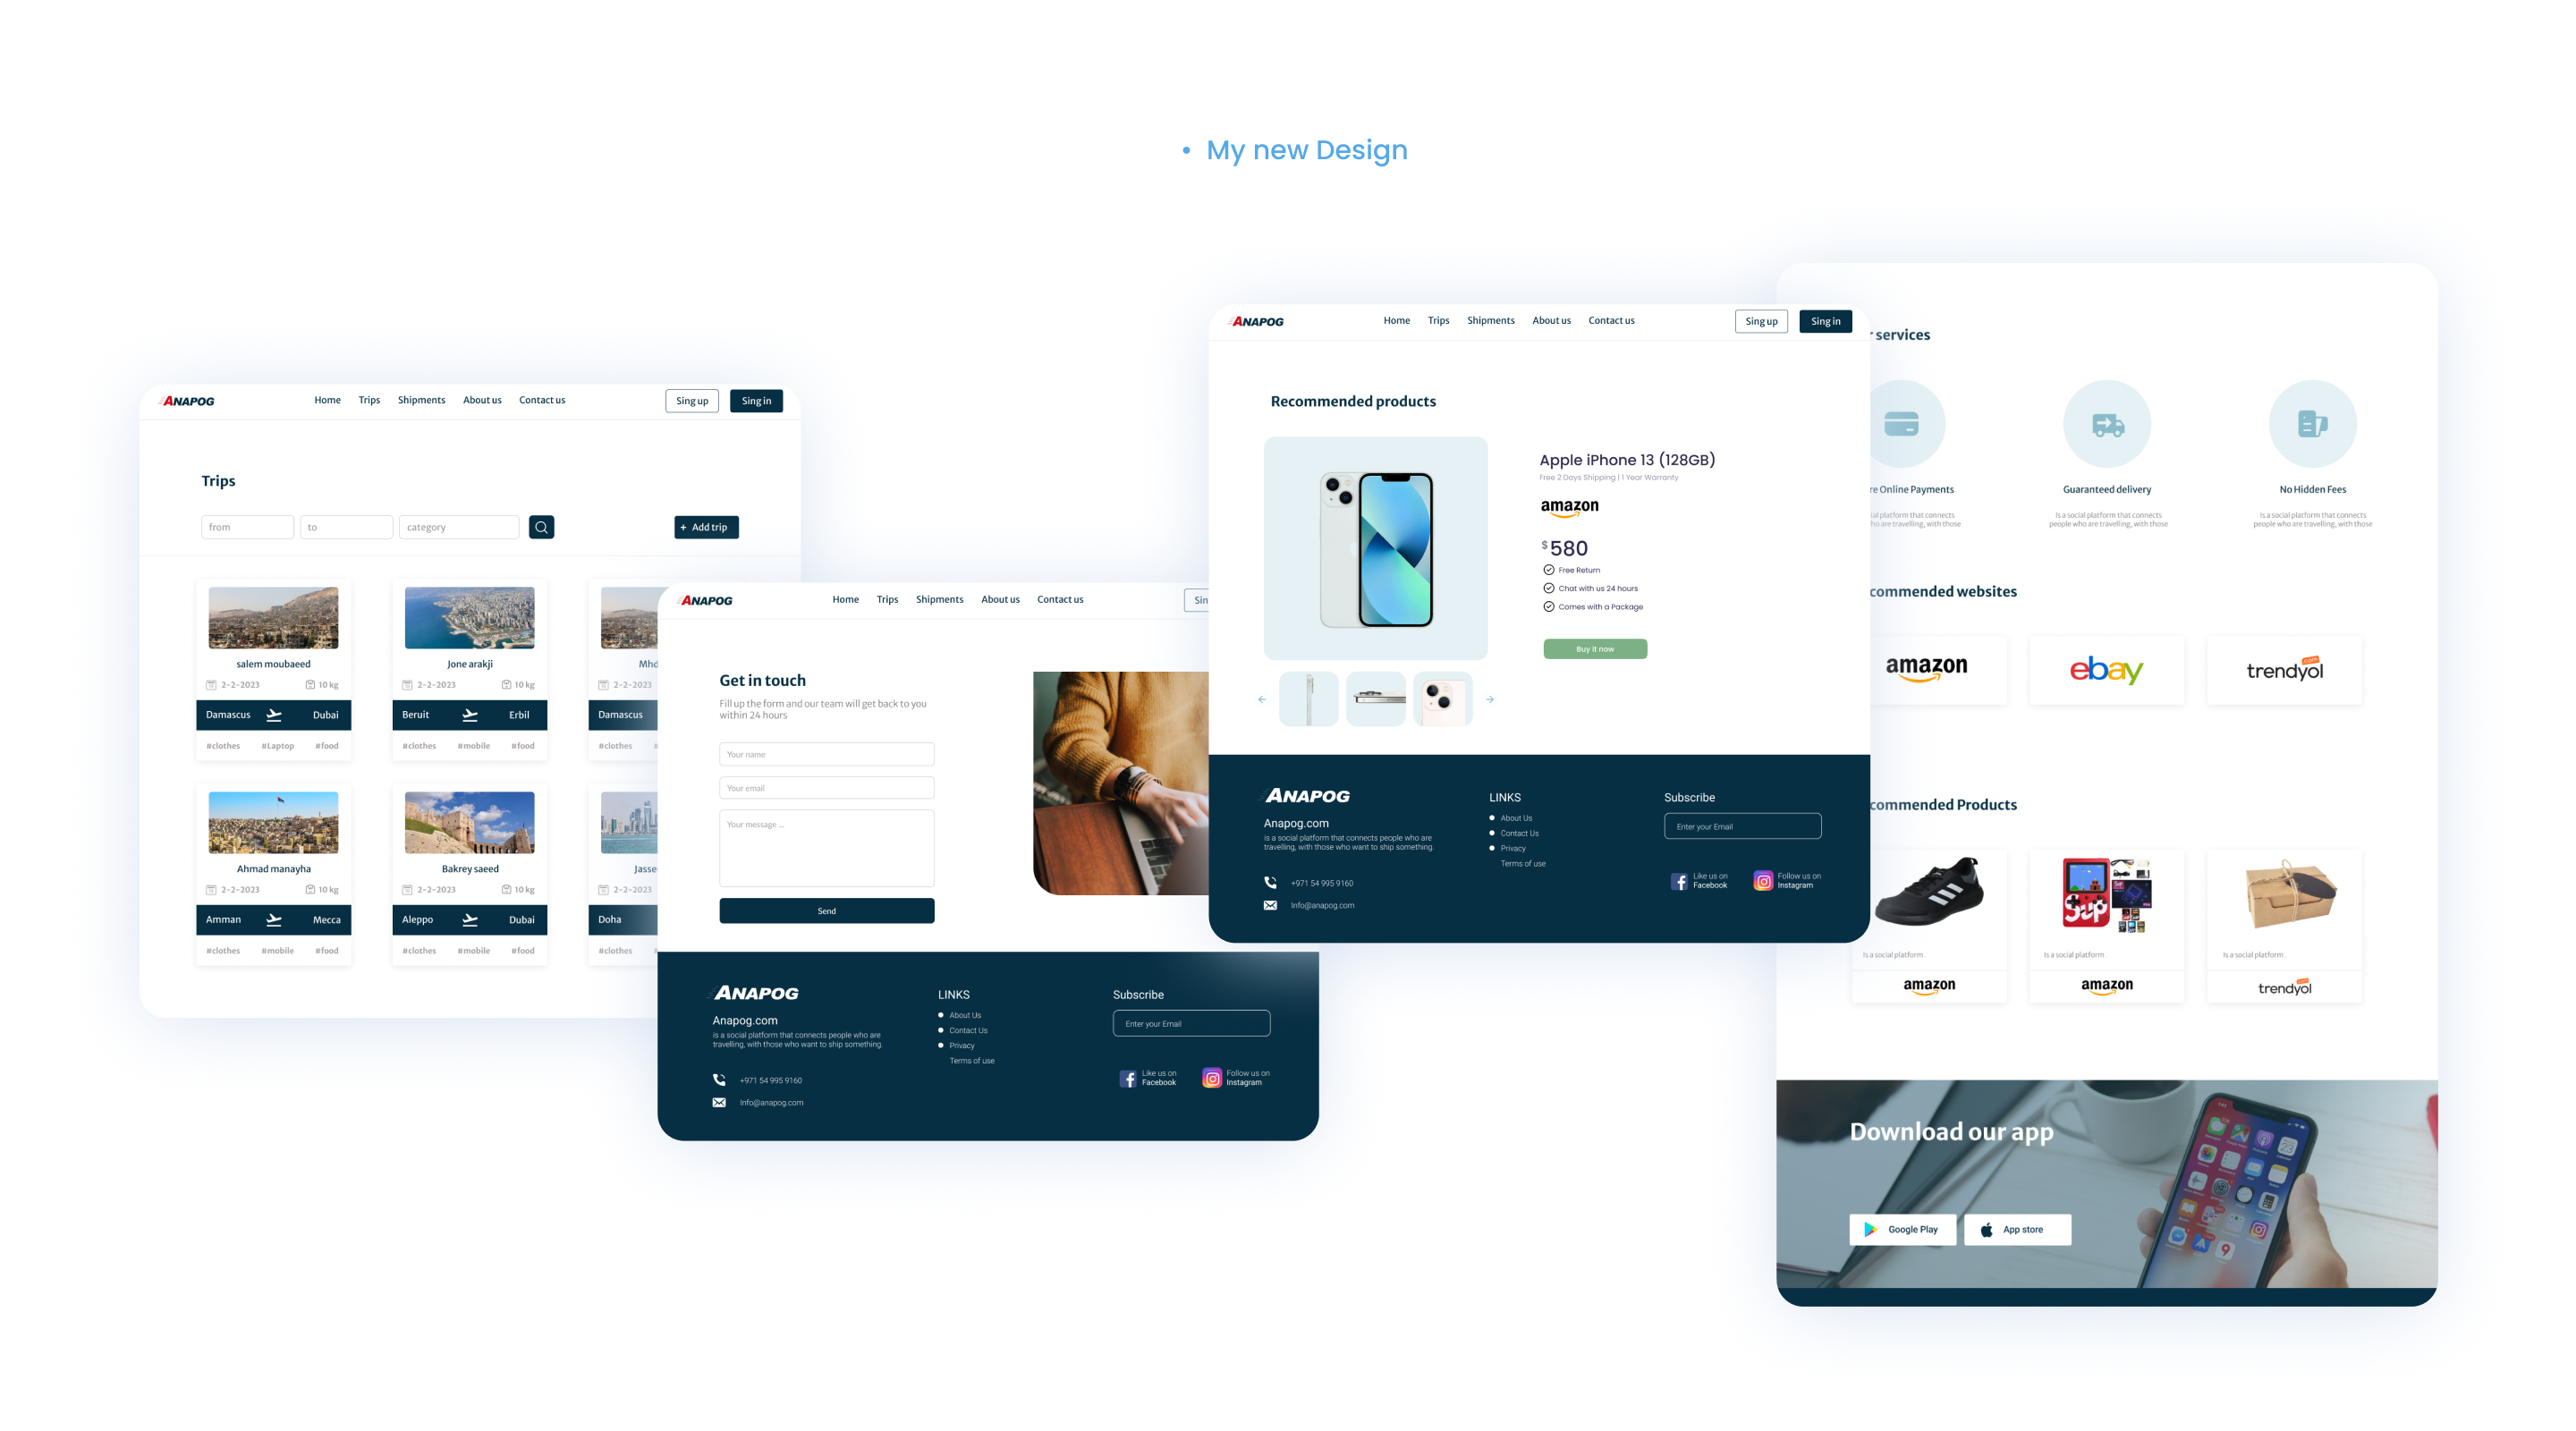 • My new Design
ANAPOG
Home Trips Shipments About us Contact us
Sing up Sing in
Trips
from to category
+ Add trip
salem moubaeed
2-2-2023 10 kg
Damascus Dubai
#clothes #Laptop #food
Jone arakji
2-2-2023 10 kg
Beruit Erbil
#clothes #mobile #food
Mhd
2-2-2023
Damascus
#clothes
Ahmad manayha
2-2-2023 10 kg
Amman Mecca
#clothes #mobile #food
Bakrey saeed
2-2-2023 10 kg
Aleppo Dubai
#clothes #mobile #food
Jasse
2-2-2023
Doha
#clothes
ANAPOG
Home Trips Shipments About us Contact us
Sin
Get in touch
Fill up the form and our team will get back to you
within 24 hours
Your name
Your email
Your message ...
Send
ANAPOG
Anapog.com
is a social platform that connects people who are
travelling, with those who want to ship something.
+971 54 995 9160
Info@anapog.com
LINKS
About Us
Contact Us
Privacy
Terms of use
Subscribe
Enter your Email
Like us on
Facebook
Follow us on
Instagram
ANAPOG
Home Trips Shipments About us Contact us
Sing up Sing in
Recommended products
Apple iPhone 13 (128GB)
Free 2 Days Shipping | 1 Year Warranty
amazon
$580
Free Return
Chat with us 24 hours
Comes with a Package
Buy it now
ANAPOG
Anapog.com
is a social platform that connects people who are
travelling, with those who want to ship something.
+971 54 995 9160
Info@anapog.com
LINKS
About Us
Contact Us
Privacy
Terms of use
Subscribe
Enter your Email
Like us on
Facebook
Follow us on
Instagram
services
re Online Payments
ial platform that connects
ho are travelling, with those
Guaranteed delivery
Is a social platform that connects
people who are travelling, with those
No Hidden Fees
Is a social platform that connects
people who are travelling, with those
commended websites
amazon
ebay
trendyol
.com
commended Products
Sup
Is a social platform .
Is a social platform .
Is a social platform .
amazon
amazon
trendyol
Download our app
Google Play
App store